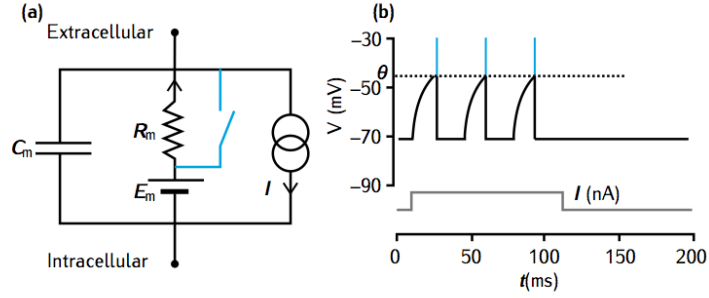 (a)
Extracellular
Cm
Rm
Em
I
Intracellular
(b)
V (mV)
−30
θ
−50
−70
−90
I (nA)
0
50
100
150
200
t(ms)